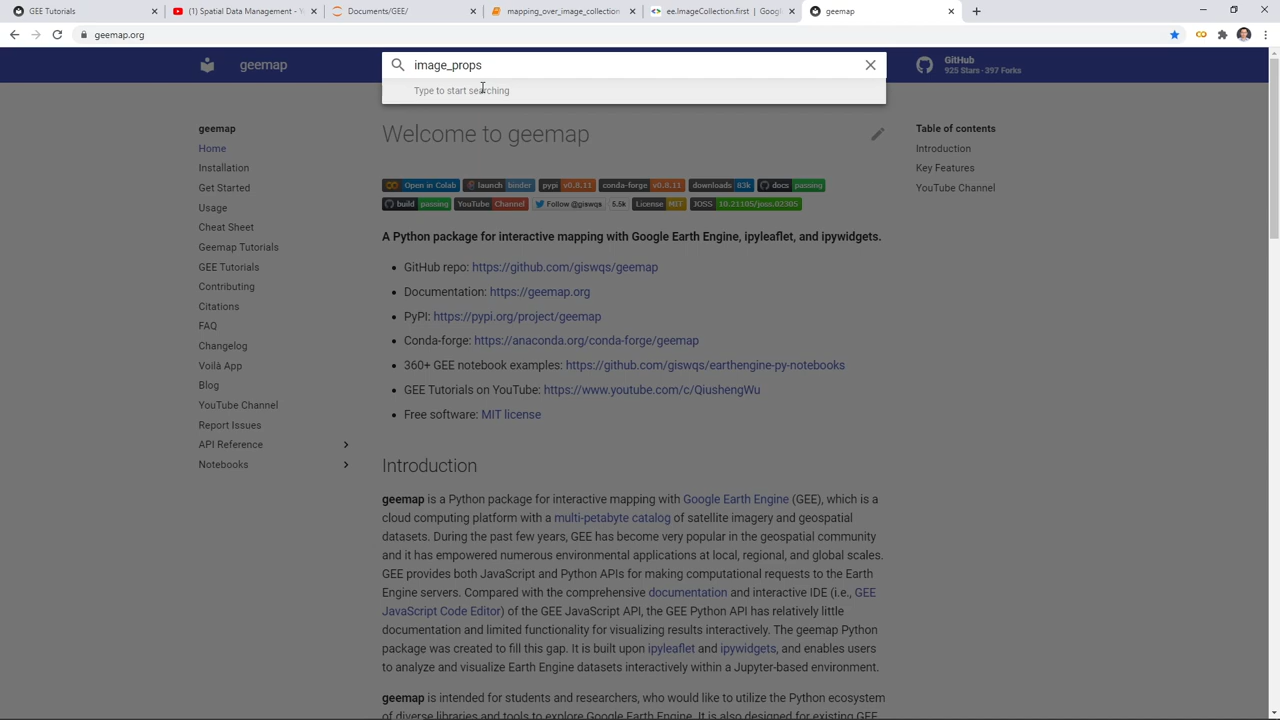 GEE Tutorials
(1) Spatial Data Management - Y
Documents/GEE/
mapping_over_image_collection
ee.ImageCollection.first | Goog
geemap
geemap.org
geemap
image_props
GitHub
925 Stars · 397 Forks
Type to start searching
geemap
Home
Installation
Get Started
Usage
Cheat Sheet
Geemap Tutorials
GEE Tutorials
Contributing
Citations
FAQ
Changelog
Voilà App
Blog
YouTube Channel
Report Issues
API Reference
Notebooks
Welcome to geemap
Open in Colab launch binder pypi v0.8.11 conda-forge v0.8.11 downloads 83k docs passing
build passing YouTube Channel Follow @giswqs 5.5k License MIT JOSS 10.21105/joss.02305
A Python package for interactive mapping with Google Earth Engine, ipyleaflet, and ipywidgets.
GitHub repo: https://github.com/giswqs/geemap
Documentation: https://geemap.org
PyPI: https://pypi.org/project/geemap
Conda-forge: https://anaconda.org/conda-forge/geemap
360+ GEE notebook examples: https://github.com/giswqs/earthengine-py-notebooks
GEE Tutorials on YouTube: https://www.youtube.com/c/QiushengWu
Free software: MIT license
Introduction
geemap is a Python package for interactive mapping with Google Earth Engine (GEE), which is a
cloud computing platform with a multi-petabyte catalog of satellite imagery and geospatial
datasets. During the past few years, GEE has become very popular in the geospatial community
and it has empowered numerous environmental applications at local, regional, and global scales.
GEE provides both JavaScript and Python APIs for making computational requests to the Earth
Engine servers. Compared with the comprehensive documentation and interactive IDE (i.e., GEE
JavaScript Code Editor) of the GEE JavaScript API, the GEE Python API has relatively little
documentation and limited functionality for visualizing results interactively. The geemap Python
package was created to fill this gap. It is built upon ipyleaflet and ipywidgets, and enables users
to analyze and visualize Earth Engine datasets interactively within a Jupyter-based environment.
geemap is intended for students and researchers, who would like to utilize the Python ecosystem
of diverse libraries and tools to explore Google Earth Engine. It is also designed for existing GEE
Table of contents
Introduction
Key Features
YouTube Channel